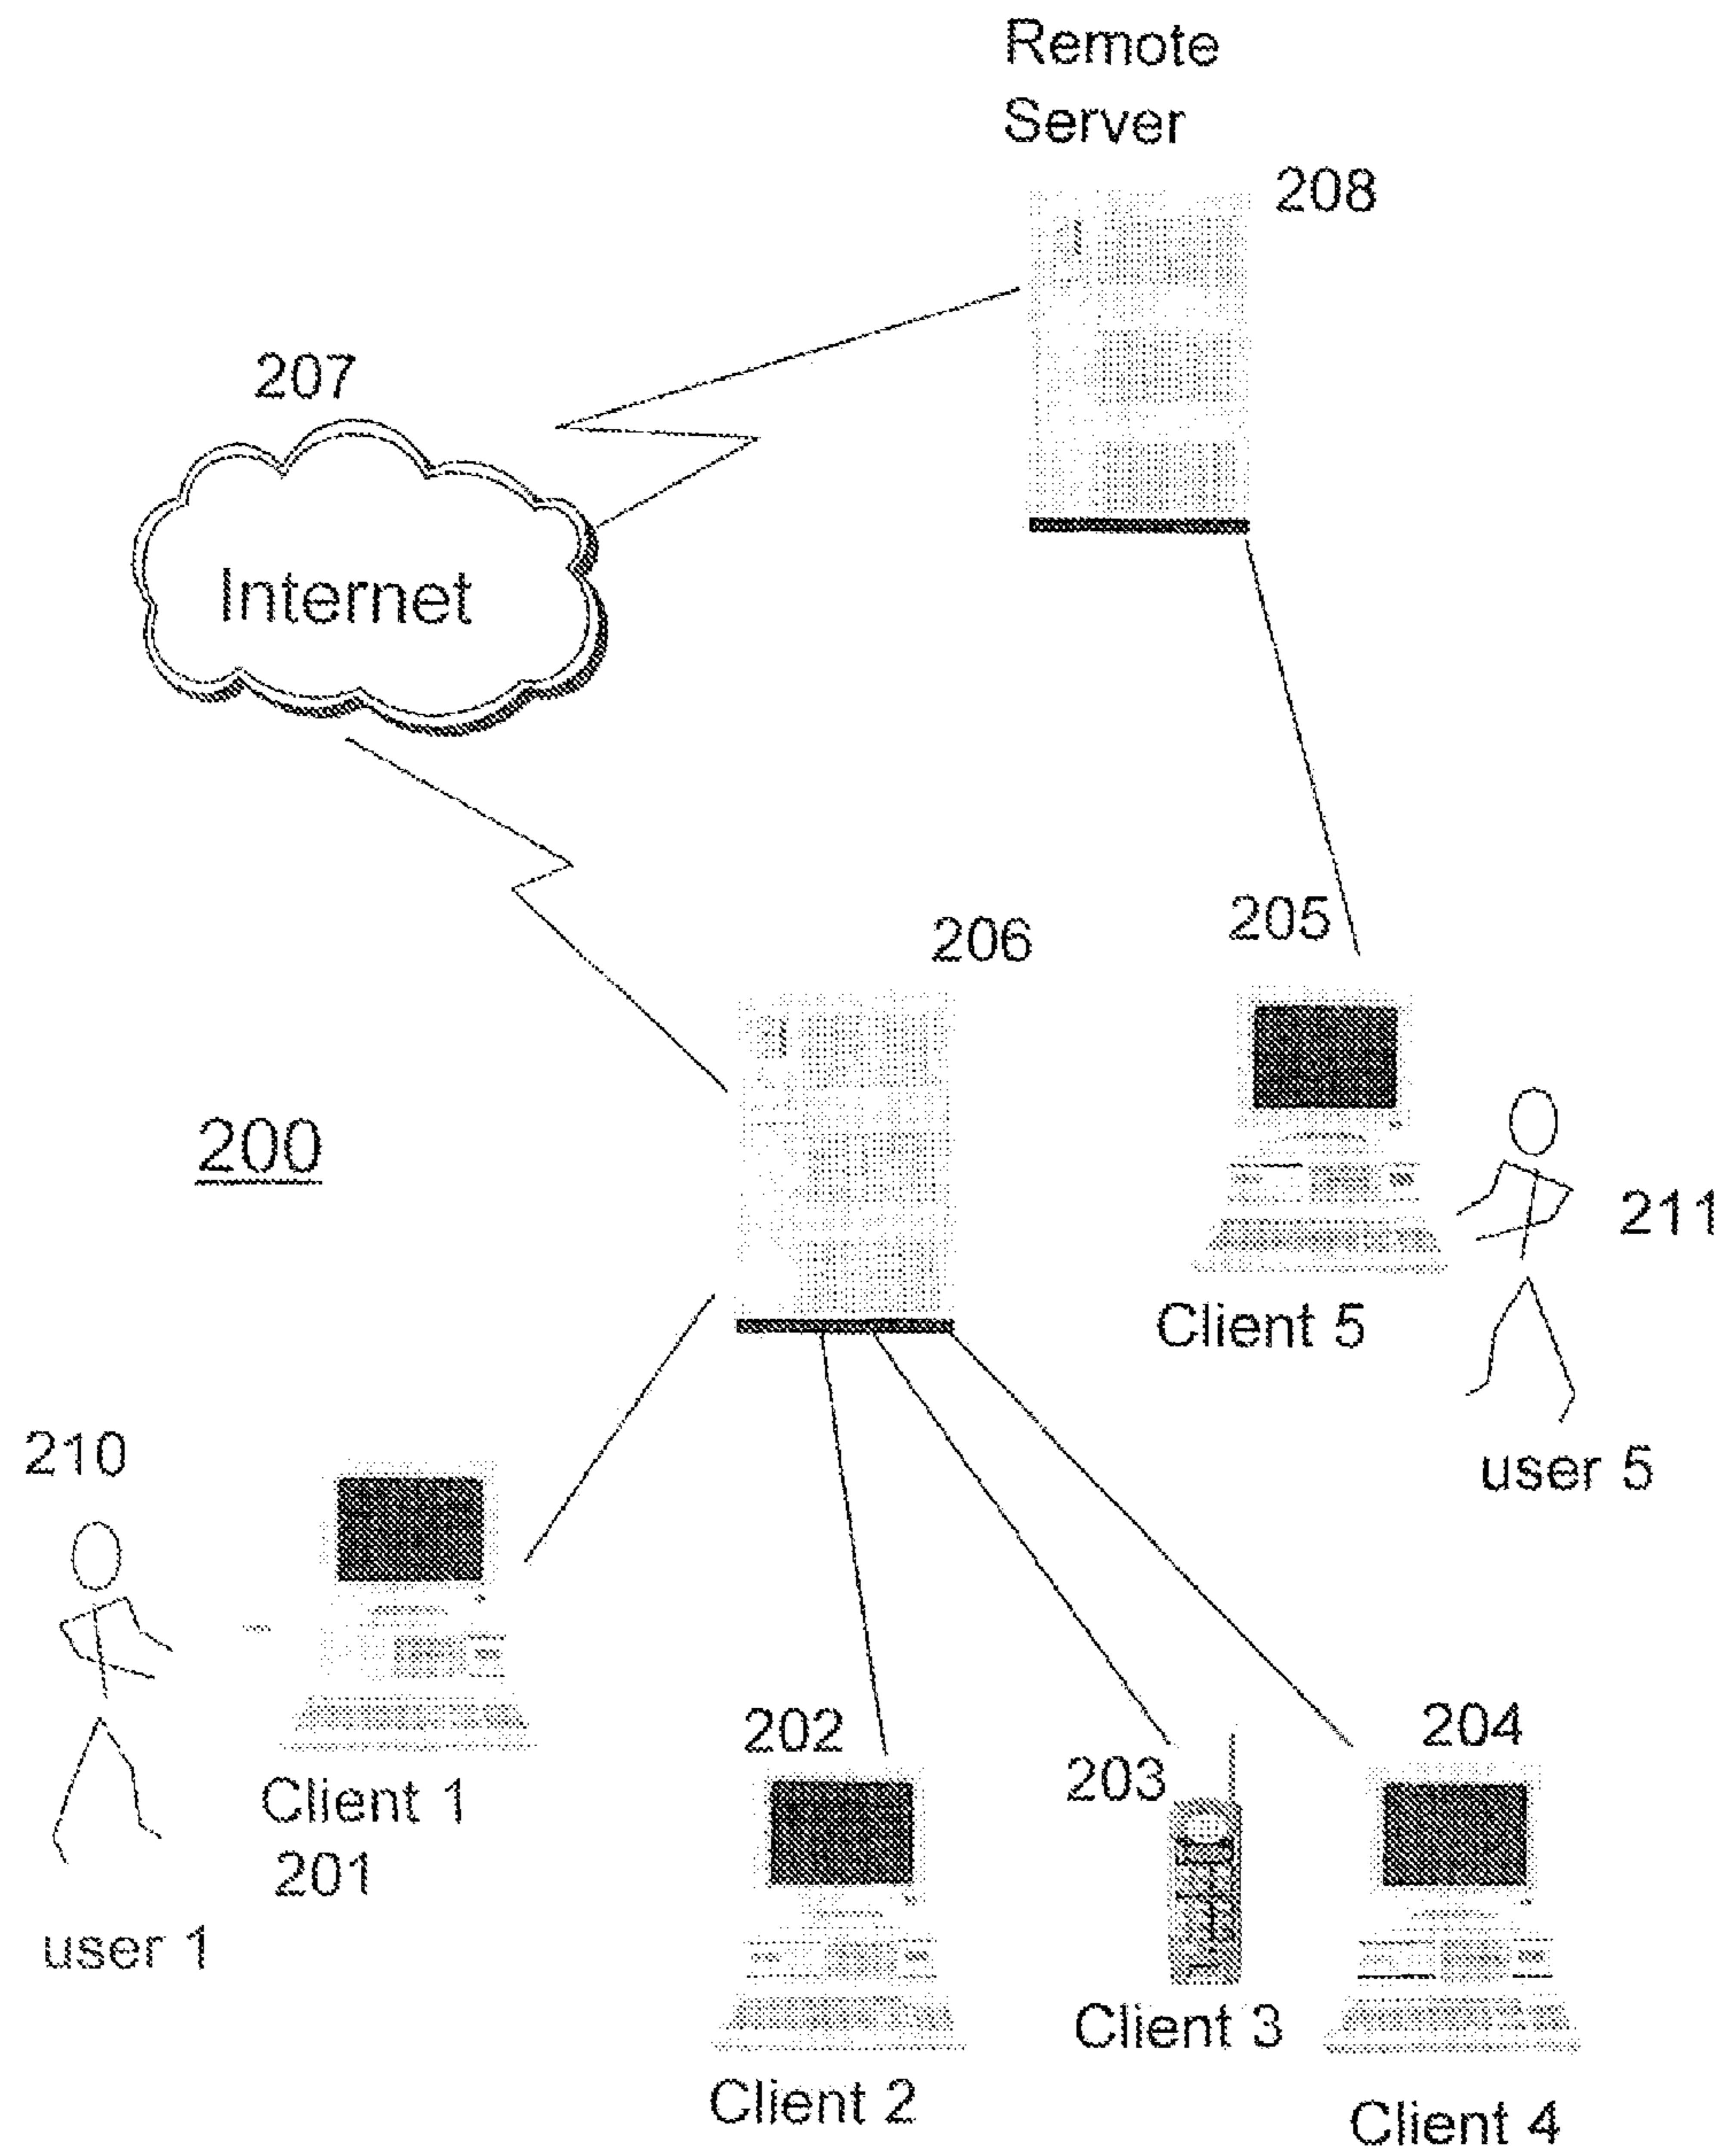 Remote
Server
208
207
Internet
205
206
200
211
Client 5
user 5
210
Client 1
201
user 1
202
203
204
Client 2
Client 3
Client 4